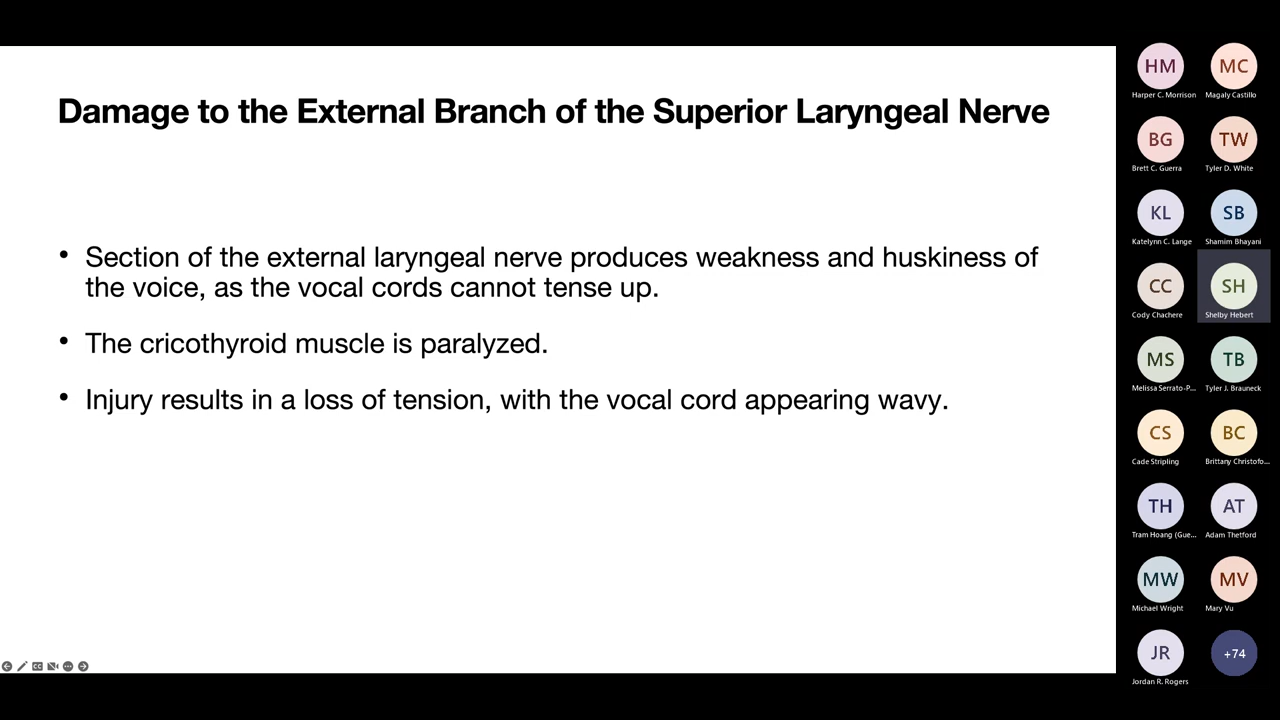 Damage to the External Branch of the Superior Laryngeal Nerve
• Section of the external laryngeal nerve produces weakness and huskiness of
the voice, as the vocal cords cannot tense up.
• The cricothyroid muscle is paralyzed.
• Injury results in a loss of tension, with the vocal cord appearing wavy.
HM MC
Harper C. Morrison Magaly Castillo
BG TW
Brett C. Guerra Tyler D. White
KL SB
Katelynn C. Lange Shamim Bhayani
CC SH
Cody Chachere Shelby Hebert
MS TB
Melissa Serrato-P... Tyler J. Brauneck
CS BC
Cade Stripling Brittany Christofo...
TH AT
Tram Hoang (Gue... Adam Thetford
MW MV
Michael Wright Mary Vu
JR +74
Jordan R. Rogers